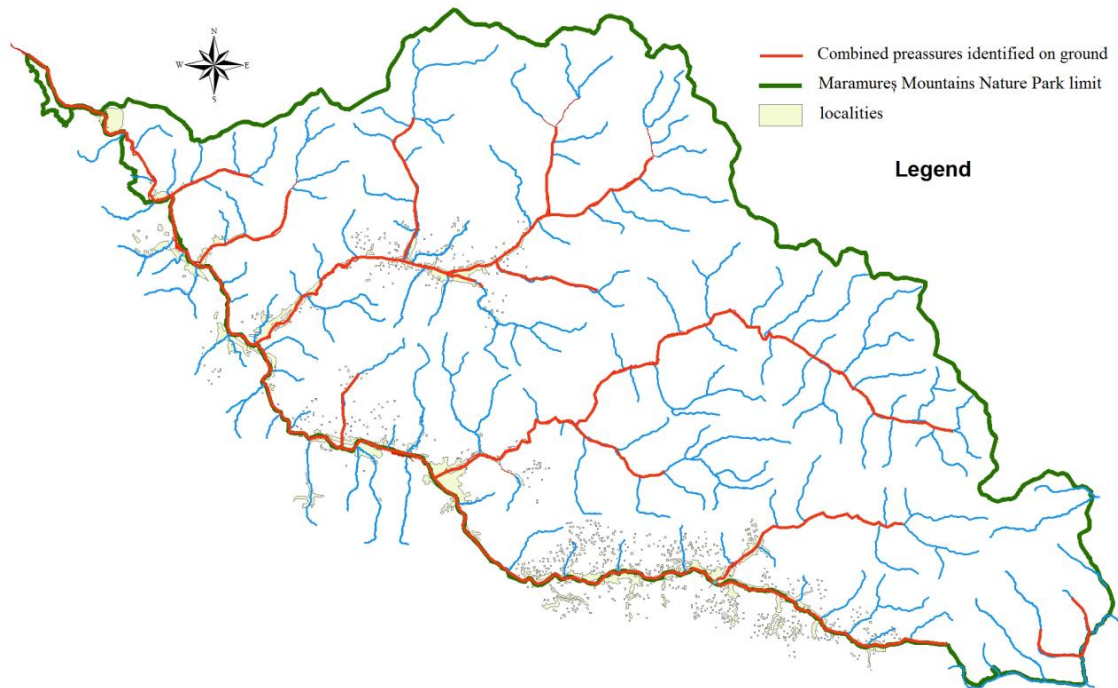 N
W
E
S
Combined preassures identified on ground
Maramureș Mountains Nature Park limit
localities
Legend